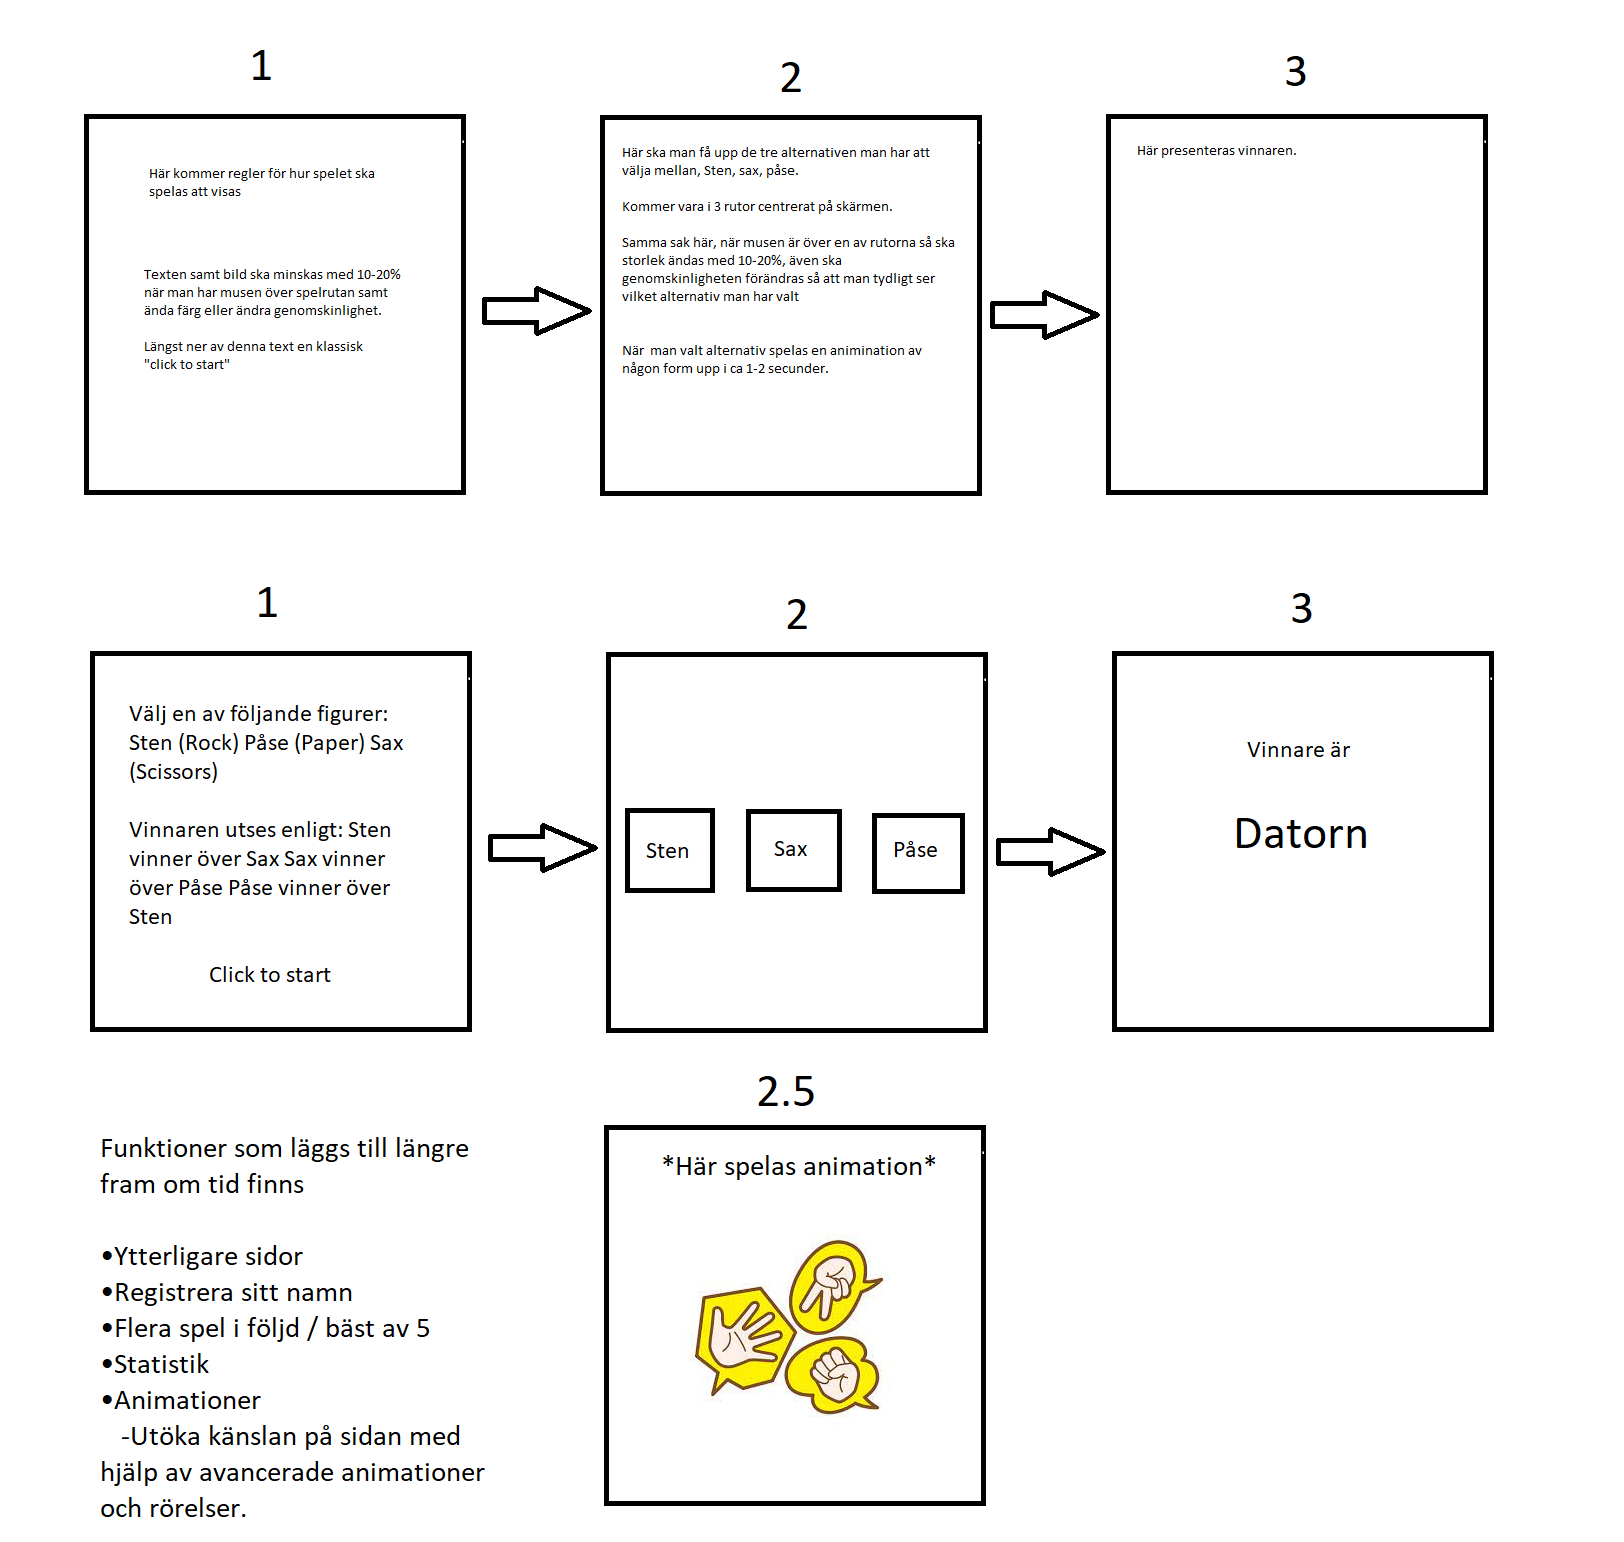 1
Här kommer regler för hur spelet ska
spelas att visas
Texten samt bild ska minskas med 10-20%
når man har musen över spelrutan samt
ända färg eller ändra genomskinlighet.
Längst ner av denna text en klassisk
"click to start"
2
Här ska man få upp de tre alternativen man har att
välja mellan, Sten, sax, påse.
Kommer vara i 3 rutor centrerat på skärmen.
Samma sak här, når musen är över en av rutorna så ska
storlek ändas med 10-20%, även ska
genomskinligheten förändras så att man tydligt ser
vilket alternativ man har valt
När man valt alternativ spelas en animination av
någon form upp i ca 1-2 secunder.
3
Här presenteras vinnaren.
1
Välj en av följande figurer:
Sten (Rock) Påse (Paper) Sax
(Scissors)
Vinnaren utses enligt: Sten
vinner över Sax Sax vinner
över Påse Påse vinner över
Sten
Click to start
2
Sten
Sax
Påse
3
Vinnare är
Datorn
2.5
*Här spelas animation*
Funktioner som läggs till längre
fram om tid finns
•Ytterligare sidor
•Registrera sitt namn
•Flera spel i följd / bäst av 5
•Statistik
•Animationer
-Utöka känslan på sidan med
hjälp av avancerade animationer
och rörelser.